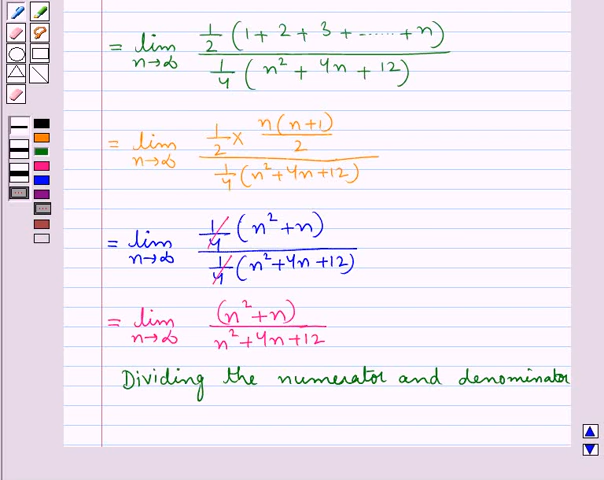 = lim n→∞ 1/2 (1 + 2 + 3 + ...... + n) / 1/4 (n² + 4n + 12)
= lim n→∞ 1/2 × n(n+1)/2 / 1/4 (n²+4n+12)
= lim n→∞ 1/4 (n²+n) / 1/4 (n²+4n+12)
= lim n→∞ (n²+n) / n²+4n+12
Dividing the numerator and denominator